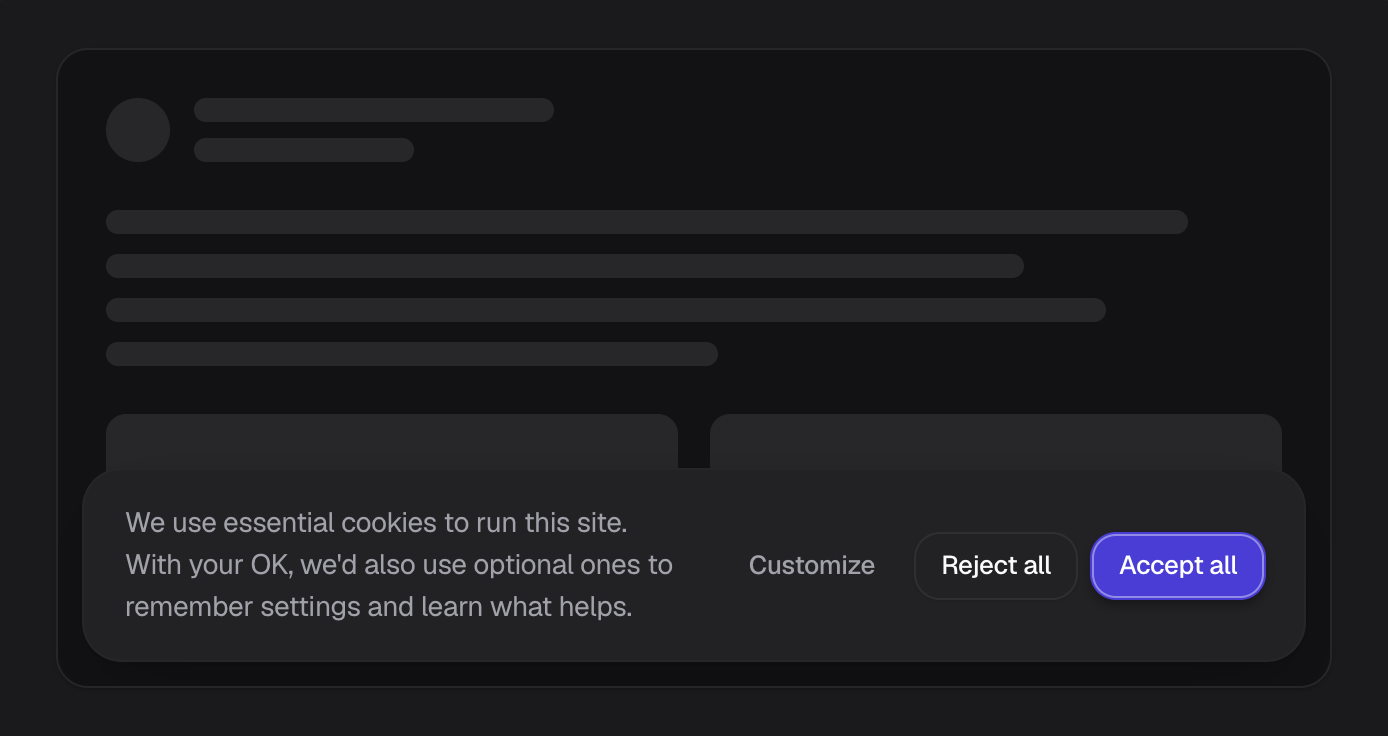 We use essential cookies to run this site.
With your OK, we'd also use optional ones to
remember settings and learn what helps.
Customize
Reject all
Accept all